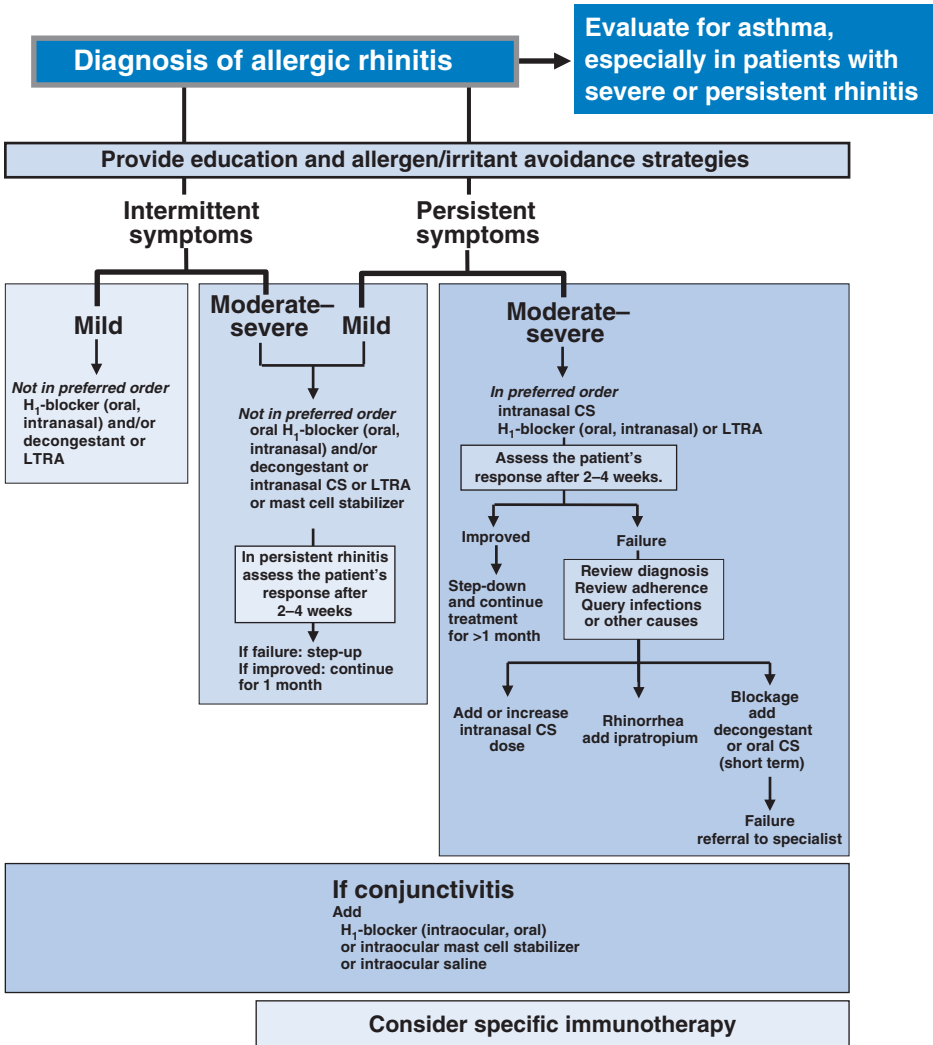 Diagnosis of allergic rhinitis
Evaluate for asthma,
especially in patients with
severe or persistent rhinitis
Provide education and allergen/irritant avoidance strategies
Intermittent
symptoms
Persistent
symptoms
Mild
Not in preferred order
H₁-blocker (oral,
intranasal) and/or
decongestant or
LTRA
Moderate–
severe
Mild
Not in preferred order
oral H₁-blocker (oral,
intranasal) and/or
decongestant or
intranasal CS or LTRA
or mast cell stabilizer
In persistent rhinitis
assess the patient's
response after
2–4 weeks
If failure: step-up
If improved: continue
for 1 month
Moderate–
severe
In preferred order
intranasal CS
H₁-blocker (oral, intranasal) or LTRA
Assess the patient's
response after 2–4 weeks.
Improved
Step-down
and continue
treatment
for >1 month
Failure
Review diagnosis
Review adherence
Query infections
or other causes
Add or increase
intranasal CS
dose
Rhinorrhea
add ipratropium
Blockage
add
decongestant
or oral CS
(short term)
Failure
referral to specialist
If conjunctivitis
Add
H₁-blocker (intraocular, oral)
or intraocular mast cell stabilizer
or intraocular saline
Consider specific immunotherapy